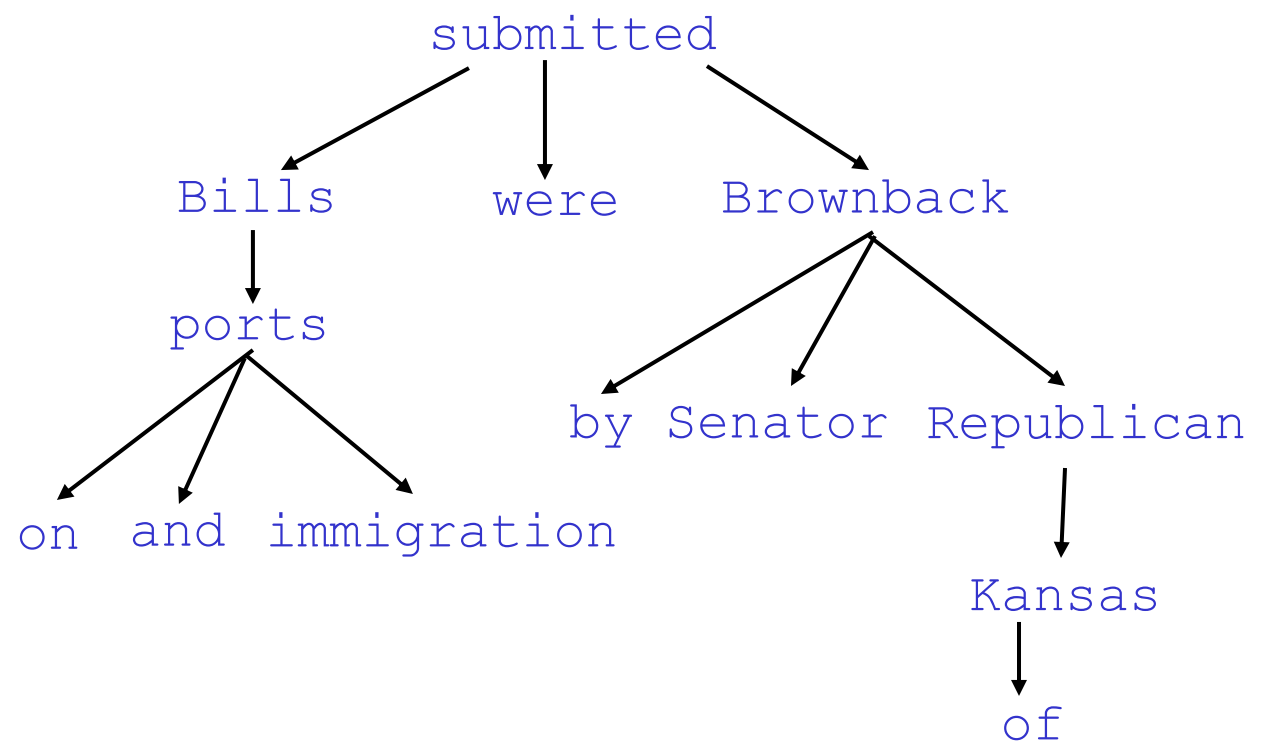 submitted
Bills were Brownback
ports
by Senator Republican
on and immigration
Kansas
of